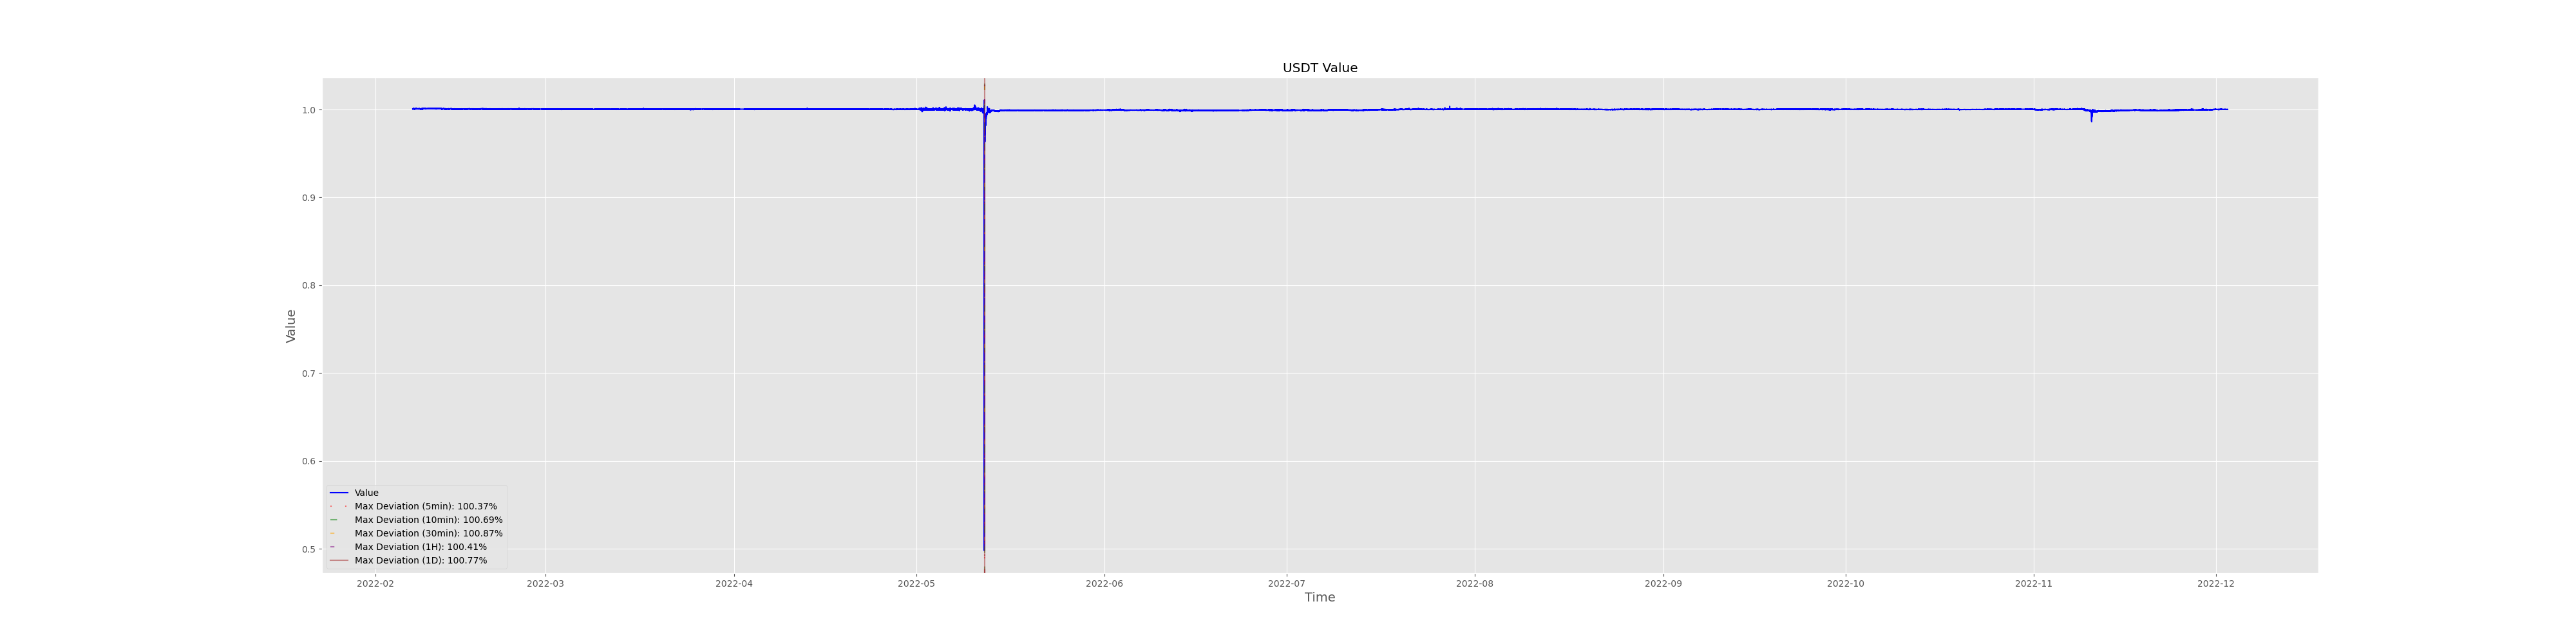 USDT Value
1.0
0.9
0.8
0.7
0.6
0.5
Value
Value
Max Deviation (5min): 100.37%
Max Deviation (10min): 100.69%
Max Deviation (30min): 100.87%
Max Deviation (1H): 100.41%
Max Deviation (1D): 100.77%
2022-02 2022-03 2022-04 2022-05 2022-06 2022-07 2022-08 2022-09 2022-10 2022-11 2022-12
Time